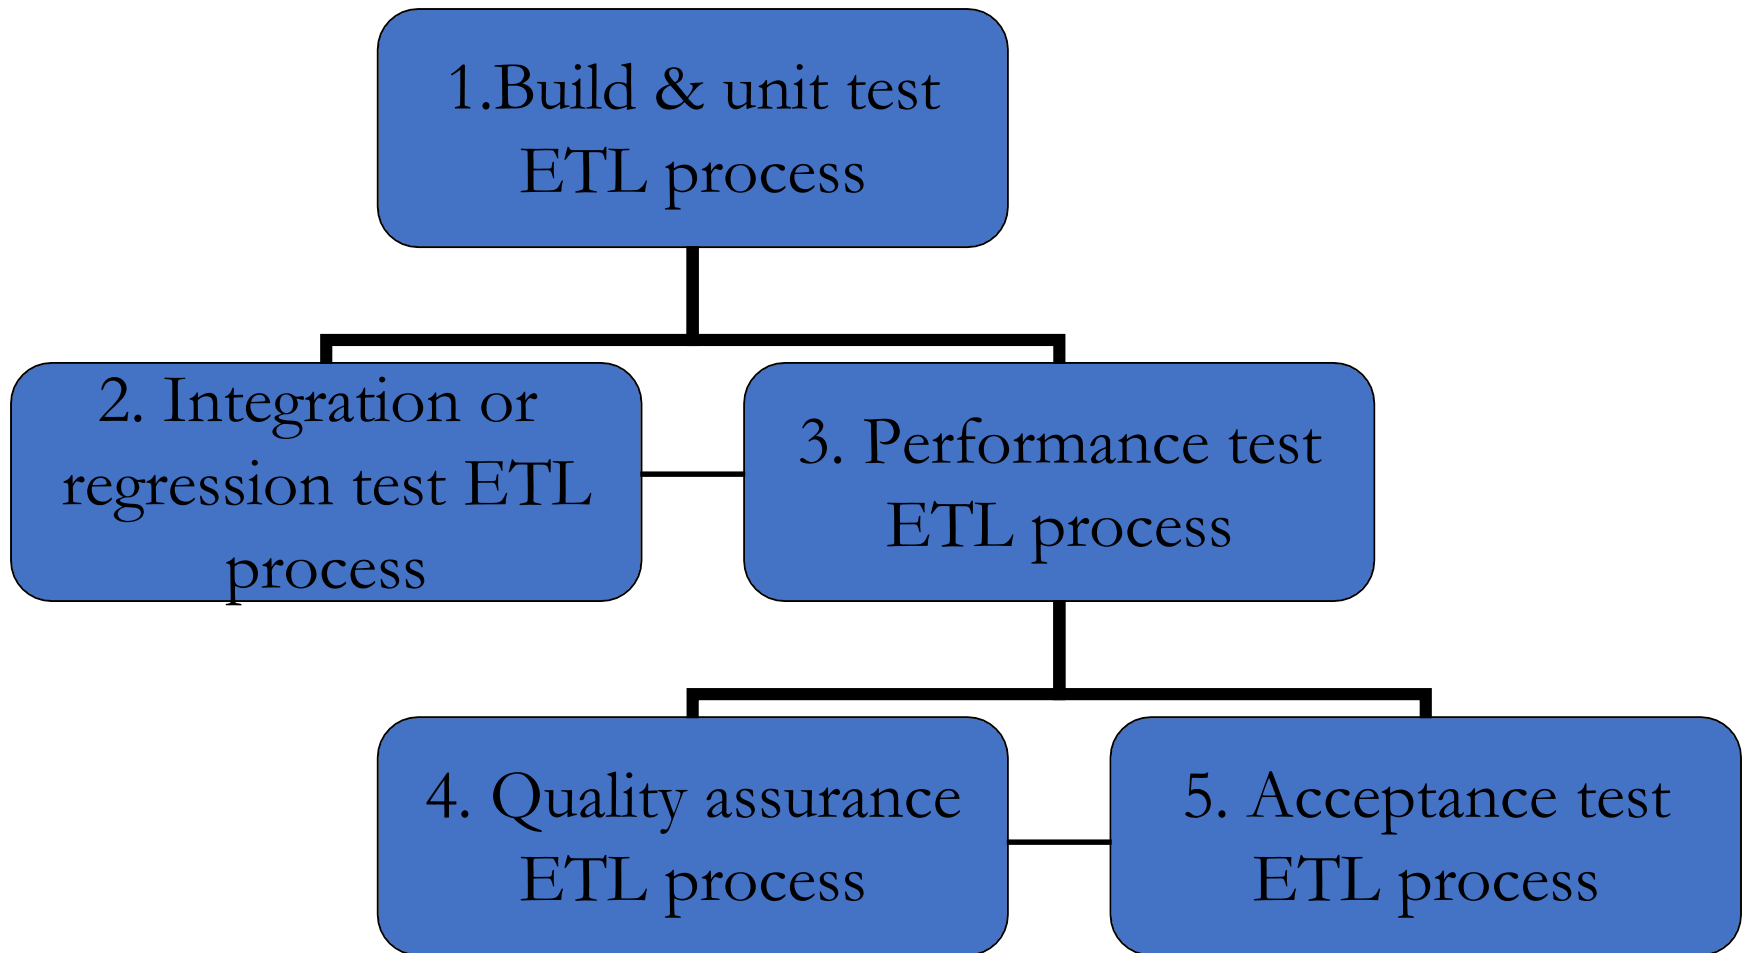 1.Build & unit test
ETL process
2. Integration or
regression test ETL
process
3. Performance test
ETL process
4. Quality assurance
ETL process
5. Acceptance test
ETL process